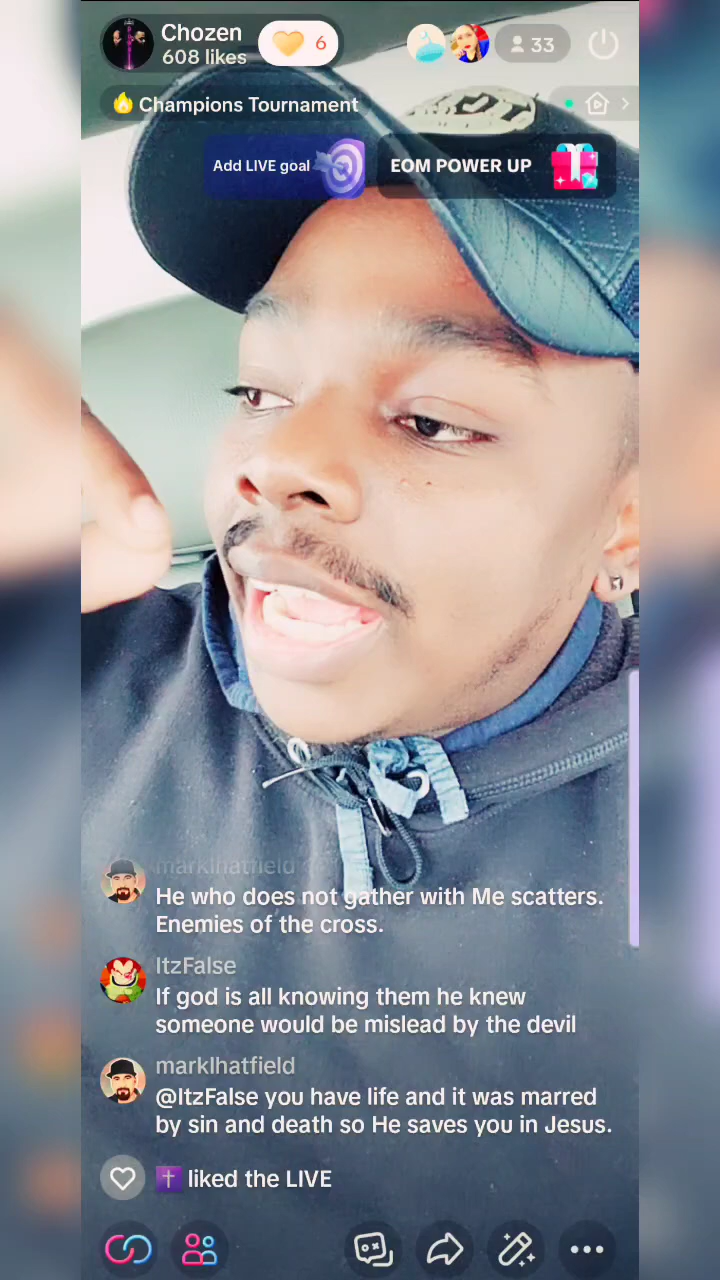 Chozen
608 likes
6
33
Champions Tournament
Add LIVE goal
EOM POWER UP
marklhatfield
He who does not gather with Me scatters.
Enemies of the cross.
ItzFalse
If god is all knowing them he knew
someone would be mislead by the devil
marklhatfield
@ItzFalse you have life and it was marred
by sin and death so He saves you in Jesus.
liked the LIVE